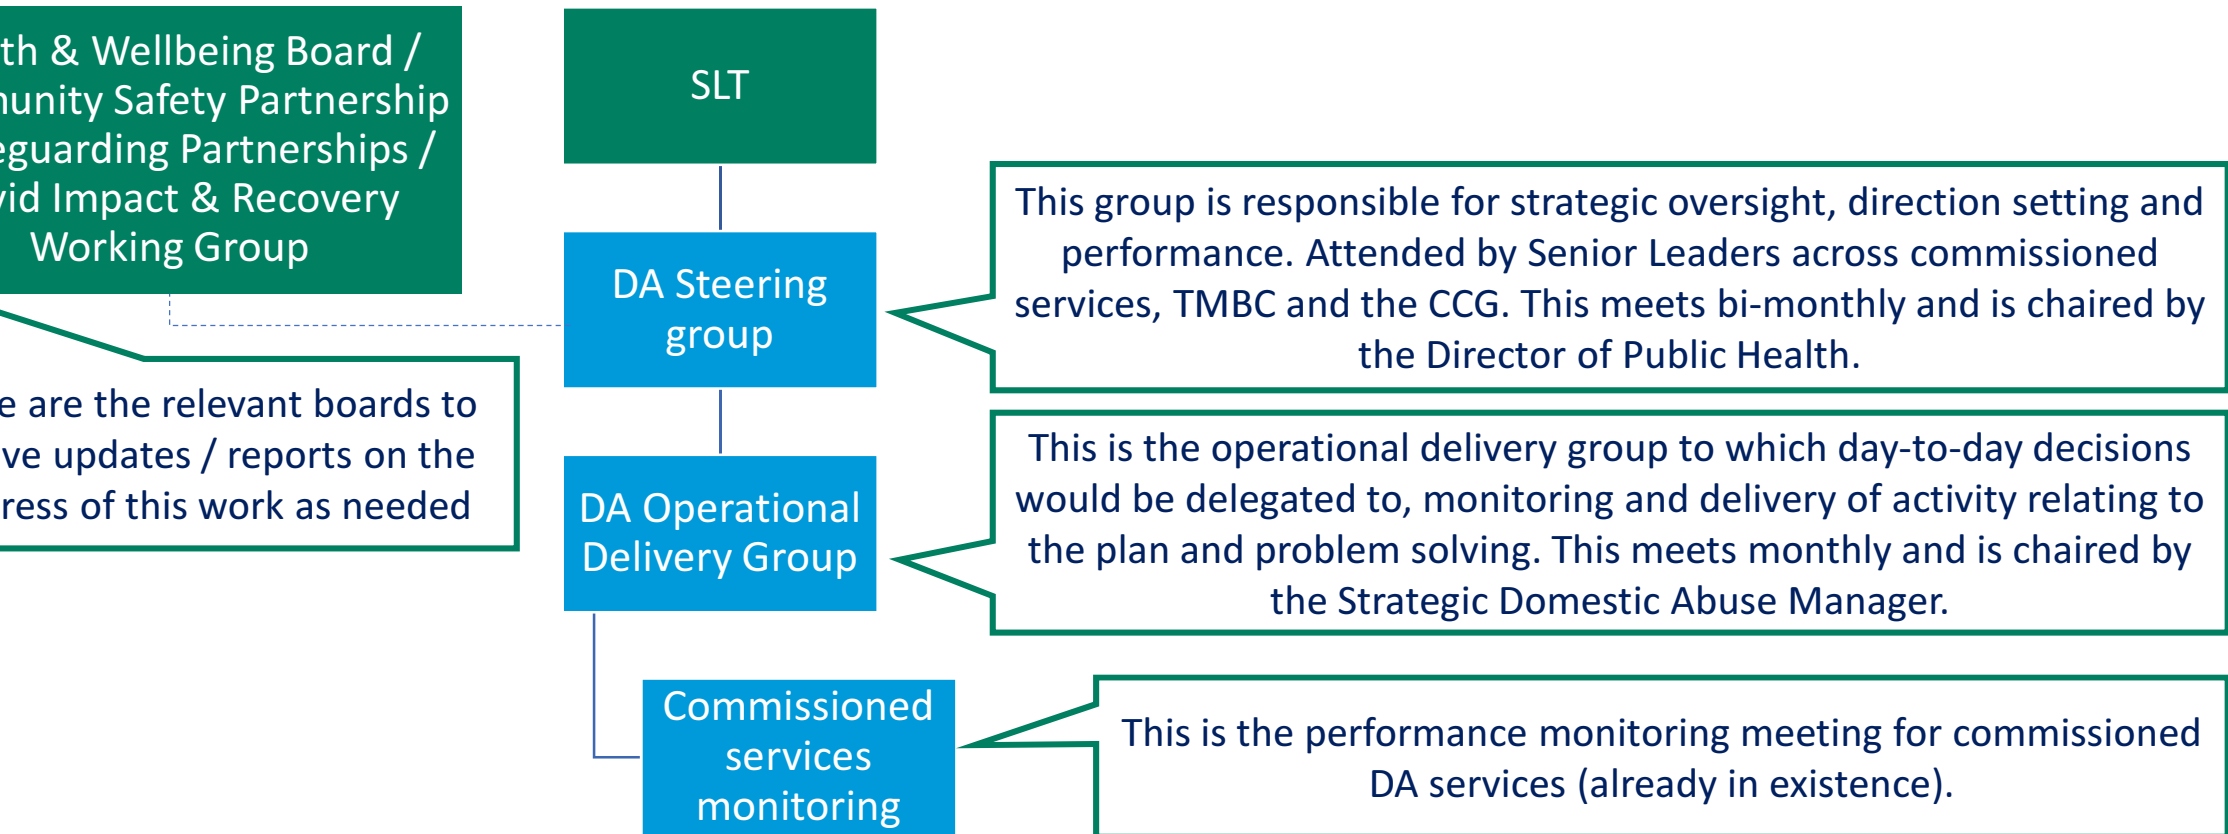 & Wellbeing Board /
Safety Partnership
Partnerships /
Impact & Recovery
Working Group
SLT
DA Steering
group
This group is responsible for strategic oversight, direction setting and
performance. Attended by Senior Leaders across commissioned
services, TMBC and the CCG. This meets bi-monthly and is chaired by
the Director of Public Health.
are the relevant boards to
updates / reports on the
of this work as needed
DA Operational
Delivery Group
This is the operational delivery group to which day-to-day decisions
would be delegated to, monitoring and delivery of activity relating to
the plan and problem solving. This meets monthly and is chaired by
the Strategic Domestic Abuse Manager.
Commissioned
services
monitoring
This is the performance monitoring meeting for commissioned
DA services (already in existence).